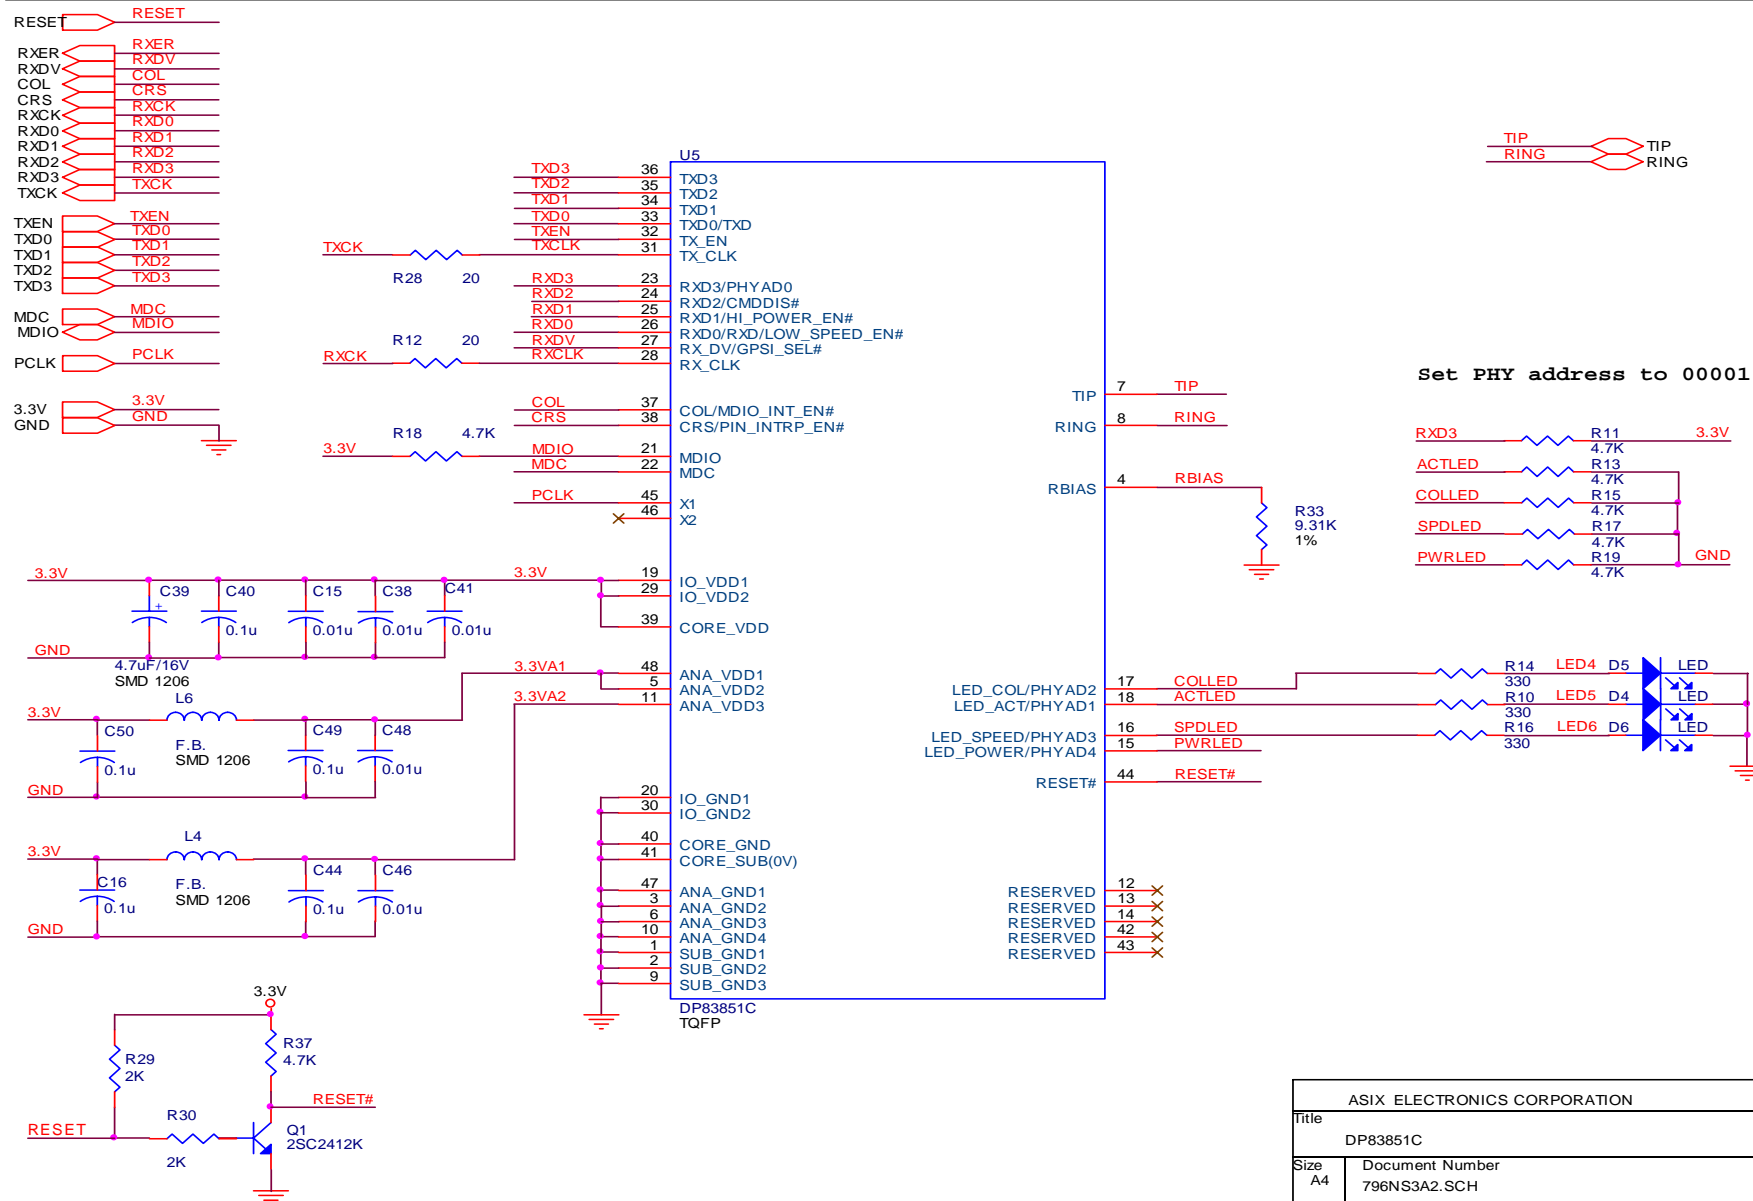 RESET RESET
RXER RXER
RXDV RXDV
COL COL
CRS CRS
RXCK RXCK
RXD0 RXD0
RXD1 RXD1
RXD2 RXD2
RXD3 RXD3
TXCK TXCK
TXEN TXEN
TXD0 TXD0
TXD1 TXD1
TXD2 TXD2
TXD3 TXD3
MDC MDC
MDIO MDIO
PCLK PCLK
3.3V 3.3V
GND GND
TIP TIP
RING RING
U5
TXD3 36 TXD3
TXD2 35 TXD2
TXD1 34 TXD1
TXD0 33 TXD0/TXD
TXEN 32 TX_EN
TXCK TXCLK 31 TX_CLK
R28 20
RXD3 23 RXD3/PHYAD0
RXD2 24 RXD2/CMDDIS#
RXD1 25 RXD1/HI_POWER_EN#
RXD0 26 RXD0/RXD/LOW_SPEED_EN#
R12 20
RXDV 27 RX_DV/GPSI_SEL#
RXCK RXCLK 28 RX_CLK
COL 37 COL/MDIO_INT_EN#
CRS 38 CRS/PIN_INTRP_EN#
R18 4.7K
3.3V MDIO 21 MDIO
MDC 22 MDC
PCLK 45 X1
46 X2
TIP 7 TIP
RING 8 RING
RBIAS 4 RBIAS
R33
9.31K
1%
Set PHY address to 00001
RXD3 R11 3.3V
4.7K
ACTLED R13
4.7K
COLLED R15
4.7K
SPDLED R17
4.7K
PWRLED R19 GND
4.7K
3.3V 3.3V 19 IO_VDD1
29 IO_VDD2
39 CORE_VDD
C39 C40 C15 C38 C41
0.1u 0.01u 0.01u 0.01u
+
GND
4.7uF/16V
SMD 1206
3.3VA1 48 ANA_VDD1
5 ANA_VDD2
3.3VA2 11 ANA_VDD3
L6
3.3V
C50 F.B. C49 C48
SMD 1206
0.1u 0.1u 0.01u
GND
L4
3.3V
C16 F.B. C44 C46
SMD 1206
0.1u 0.1u 0.01u
GND
LED_COL/PHYAD2 17 COLLED
LED_ACT/PHYAD1 18 ACTLED
LED_SPEED/PHYAD3 16 SPDLED
LED_POWER/PHYAD4 15 PWRLED
RESET# 44 RESET#
R14 LED4 D5 LED
330
R10 LED5 D4 LED
330
R16 LED6 D6 LED
330
20 IO_GND1
30 IO_GND2
40 CORE_GND
41 CORE_SUB(0V)
47 ANA_GND1
3 ANA_GND2
6 ANA_GND3
10 ANA_GND4
1 SUB_GND1
2 SUB_GND2
9 SUB_GND3
RESERVED 12
RESERVED 13
RESERVED 14
RESERVED 42
RESERVED 43
DP83851C
TQFP
3.3V
R29
2K
R37
4.7K
RESET#
RESET
R30
2K
Q1
2SC2412K
ASIX ELECTRONICS CORPORATION
Title
DP83851C
Size Document Number
A4 796NS3A2.SCH